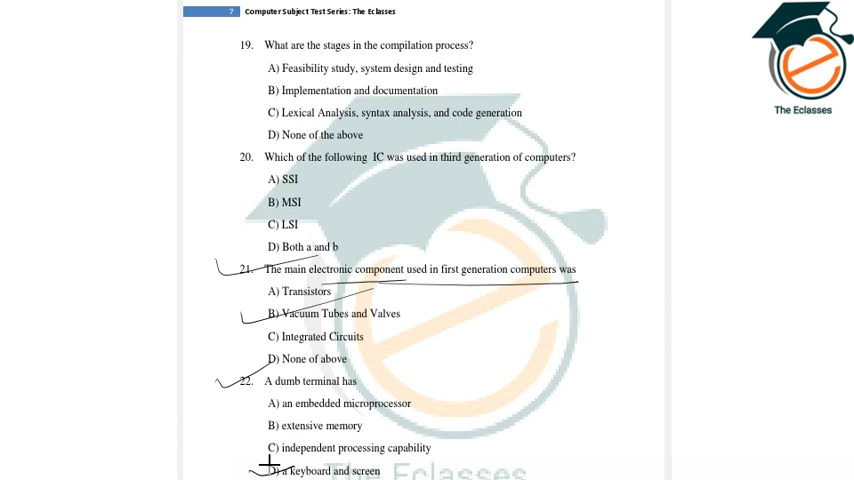 7 Computer Subject Test Series: The Eclasses
The Eclasses
19. What are the stages in the compilation process?
A) Feasibility study, system design and testing
B) Implementation and documentation
C) Lexical Analysis, syntax analysis, and code generation
D) None of the above
20. Which of the following IC was used in third generation of computers?
A) SSI
B) MSI
C) LSI
D) Both a and b
21. The main electronic component used in first generation computers was
A) Transistors
B) Vacuum Tubes and Valves
C) Integrated Circuits
D) None of above
22. A dumb terminal has
A) an embedded microprocessor
B) extensive memory
C) independent processing capability
D) a keyboard and screen
The Eclasses